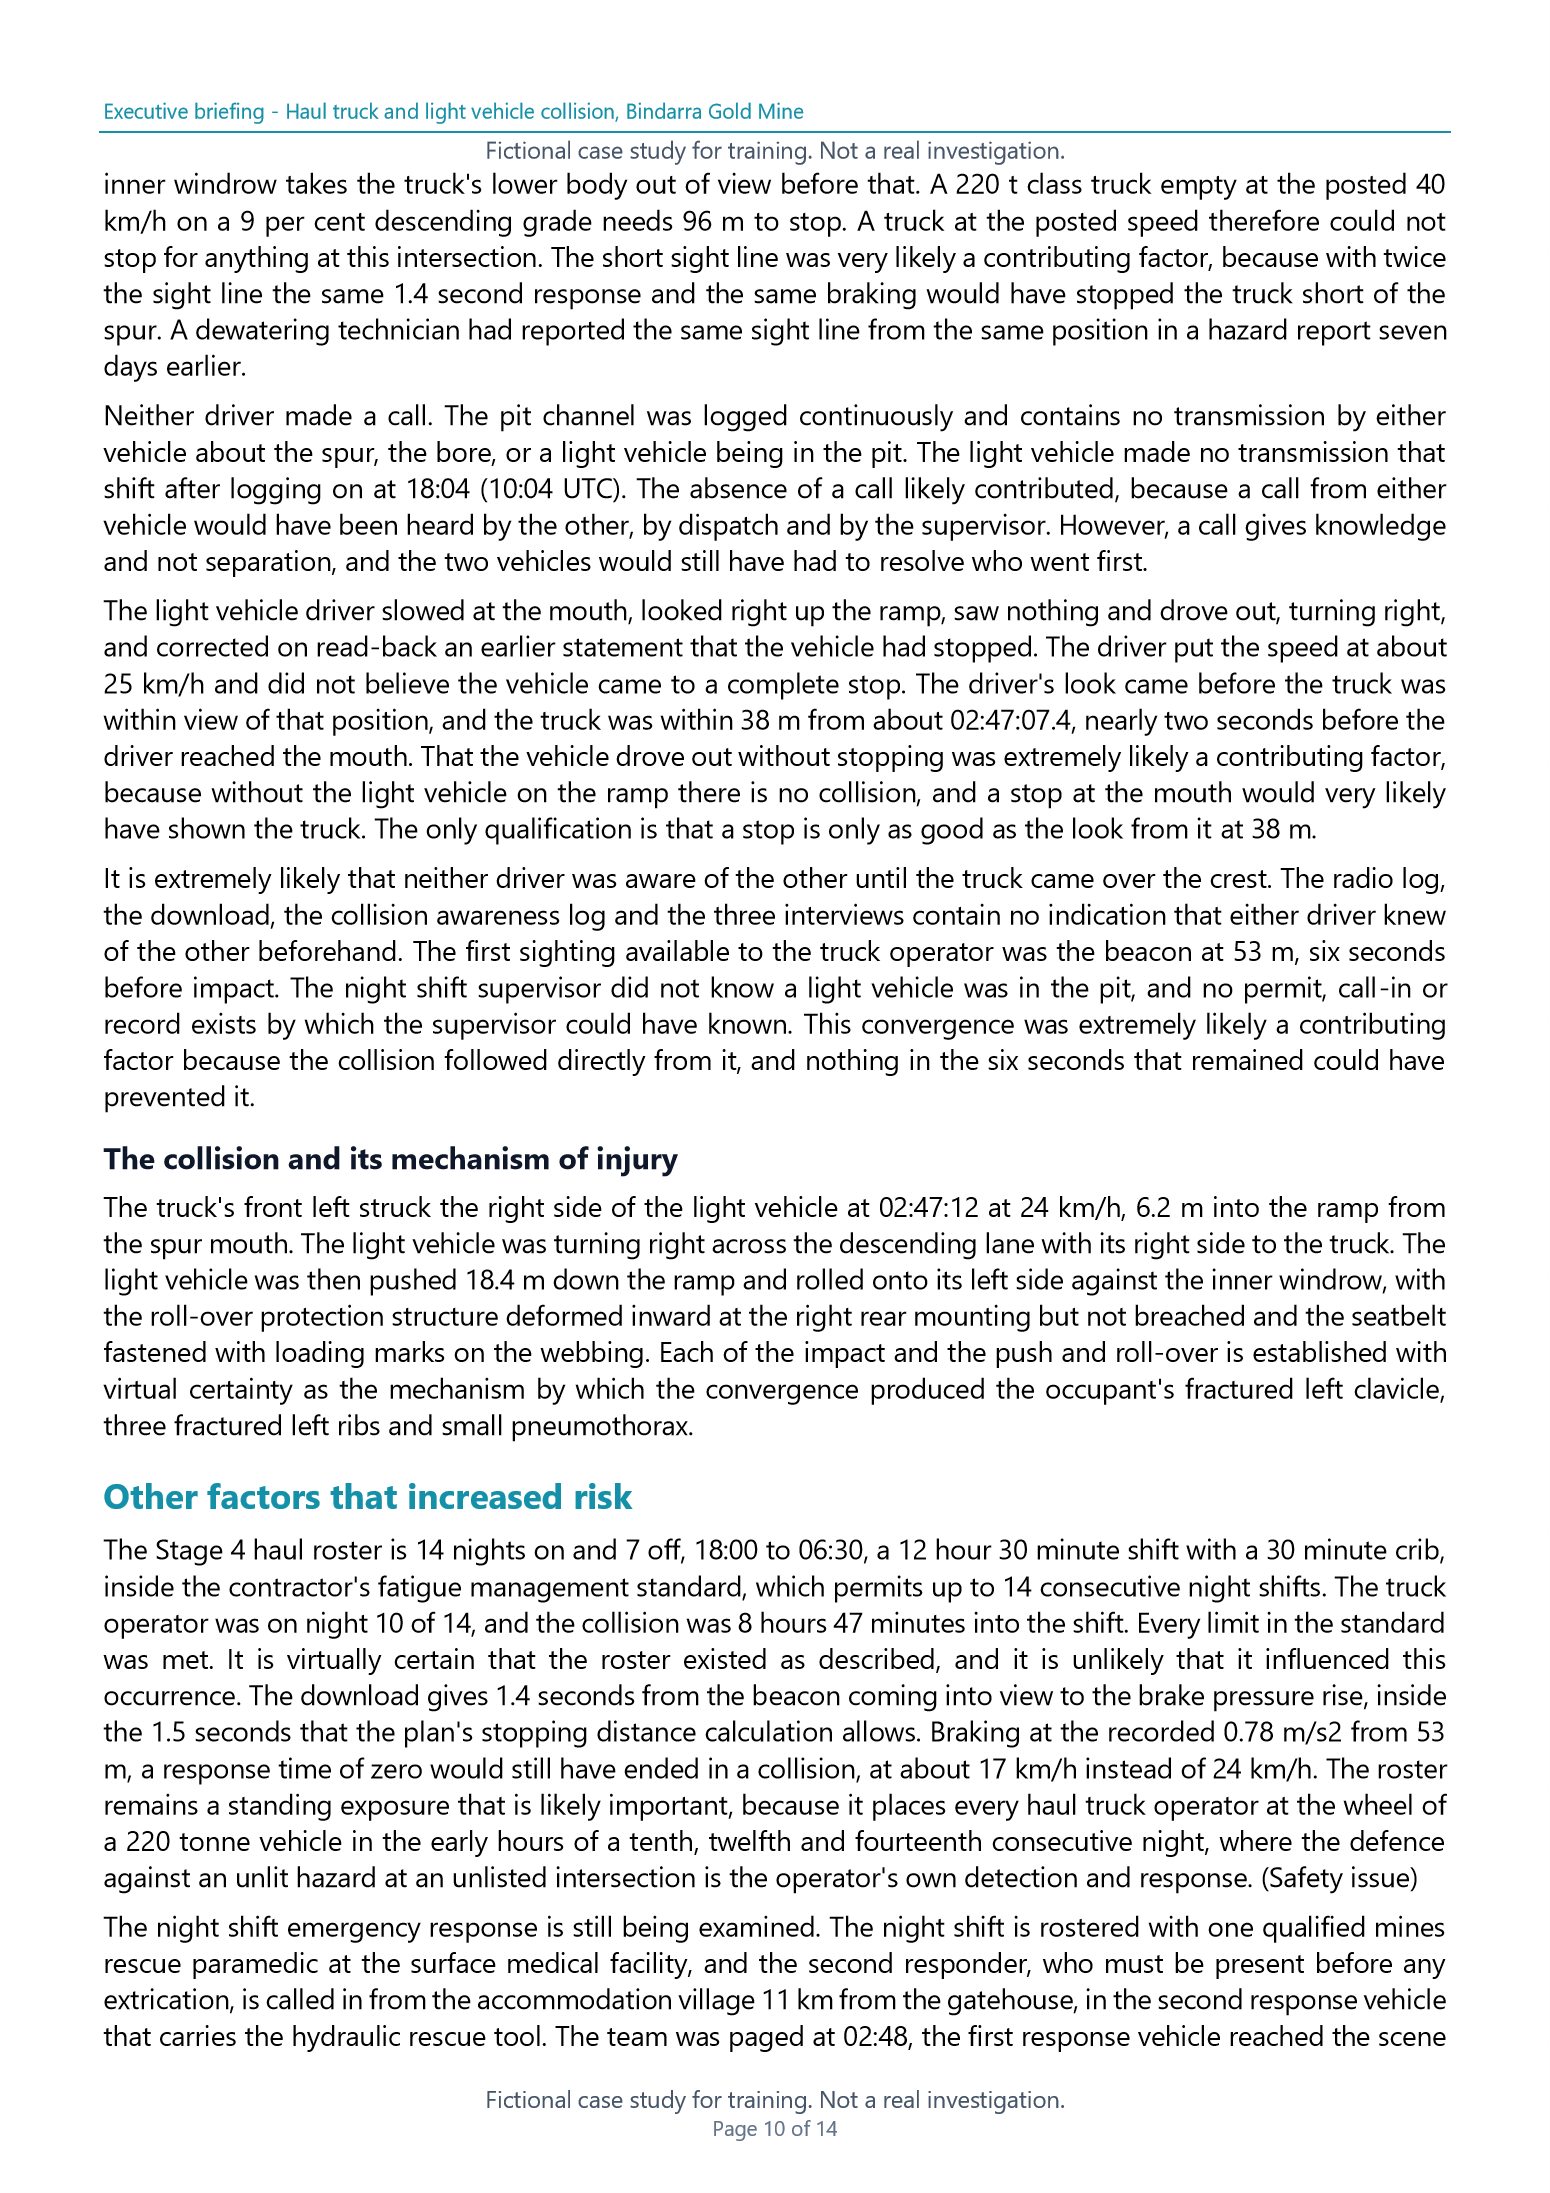 Executive briefing - Haul truck and light vehicle collision, Bindarra Gold Mine
Fictional case study for training. Not a real investigation.
inner windrow takes the truck's lower body out of view before that. A 220 t class truck empty at the posted 40
km/h on a 9 per cent descending grade needs 96 m to stop. A truck at the posted speed therefore could not
stop for anything at this intersection. The short sight line was very likely a contributing factor, because with twice
the sight line the same 1.4 second response and the same braking would have stopped the truck short of the
spur. A dewatering technician had reported the same sight line from the same position in a hazard report seven
days earlier.
Neither driver made a call. The pit channel was logged continuously and contains no transmission by either
vehicle about the spur, the bore, or a light vehicle being in the pit. The light vehicle made no transmission that
shift after logging on at 18:04 (10:04 UTC). The absence of a call likely contributed, because a call from either
vehicle would have been heard by the other, by dispatch and by the supervisor. However, a call gives knowledge
and not separation, and the two vehicles would still have had to resolve who went first.
The light vehicle driver slowed at the mouth, looked right up the ramp, saw nothing and drove out, turning right,
and corrected on read-back an earlier statement that the vehicle had stopped. The driver put the speed at about
25 km/h and did not believe the vehicle came to a complete stop. The driver's look came before the truck was
within view of that position, and the truck was within 38 m from about 02:47:07.4, nearly two seconds before the
driver reached the mouth. That the vehicle drove out without stopping was extremely likely a contributing factor,
because without the light vehicle on the ramp there is no collision, and a stop at the mouth would very likely
have shown the truck. The only qualification is that a stop is only as good as the look from it at 38 m.
It is extremely likely that neither driver was aware of the other until the truck came over the crest. The radio log,
the download, the collision awareness log and the three interviews contain no indication that either driver knew
of the other beforehand. The first sighting available to the truck operator was the beacon at 53 m, six seconds
before impact. The night shift supervisor did not know a light vehicle was in the pit, and no permit, call-in or
record exists by which the supervisor could have known. This convergence was extremely likely a contributing
factor because the collision followed directly from it, and nothing in the six seconds that remained could have
prevented it.
The collision and its mechanism of injury
The truck's front left struck the right side of the light vehicle at 02:47:12 at 24 km/h, 6.2 m into the ramp from
the spur mouth. The light vehicle was turning right across the descending lane with its right side to the truck. The
light vehicle was then pushed 18.4 m down the ramp and rolled onto its left side against the inner windrow, with
the roll-over protection structure deformed inward at the right rear mounting but not breached and the seatbelt
fastened with loading marks on the webbing. Each of the impact and the push and roll-over is established with
virtual certainty as the mechanism by which the convergence produced the occupant's fractured left clavicle,
three fractured left ribs and small pneumothorax.
Other factors that increased risk
The Stage 4 haul roster is 14 nights on and 7 off, 18:00 to 06:30, a 12 hour 30 minute shift with a 30 minute crib,
inside the contractor's fatigue management standard, which permits up to 14 consecutive night shifts. The truck
operator was on night 10 of 14, and the collision was 8 hours 47 minutes into the shift. Every limit in the standard
was met. It is virtually certain that the roster existed as described, and it is unlikely that it influenced this
occurrence. The download gives 1.4 seconds from the beacon coming into view to the brake pressure rise, inside
the 1.5 seconds that the plan's stopping distance calculation allows. Braking at the recorded 0.78 m/s2 from 53
m, a response time of zero would still have ended in a collision, at about 17 km/h instead of 24 km/h. The roster
remains a standing exposure that is likely important, because it places every haul truck operator at the wheel of
a 220 tonne vehicle in the early hours of a tenth, twelfth and fourteenth consecutive night, where the defence
against an unlit hazard at an unlisted intersection is the operator's own detection and response. (Safety issue)
The night shift emergency response is still being examined. The night shift is rostered with one qualified mines
rescue paramedic at the surface medical facility, and the second responder, who must be present before any
extrication, is called in from the accommodation village 11 km from the gatehouse, in the second response vehicle
that carries the hydraulic rescue tool. The team was paged at 02:48, the first response vehicle reached the scene
Fictional case study for training. Not a real investigation.
Page 10 of 14